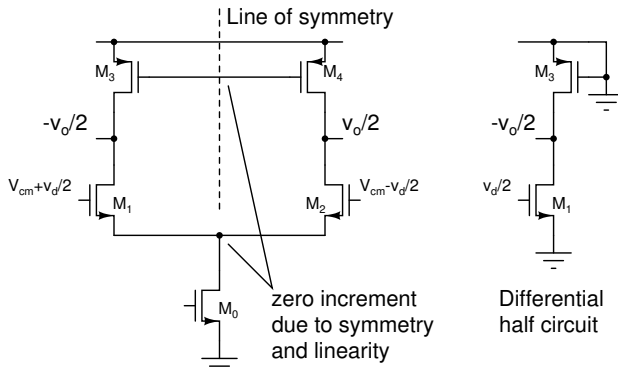 Line of symmetry
M3
M4
M3
-vo/2
vo/2
-vo/2
Vcm+vd/2
M1
M2
Vcm-vd/2
vd/2
M1
M0
zero increment
due to symmetry
and linearity
Differential
half circuit